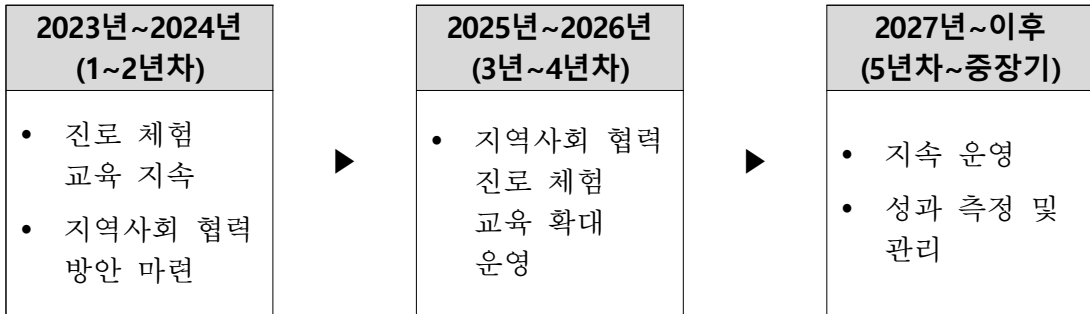 2023년~2024년
(1~2년차)
• 진로 체험
교육 지속
• 지역사회 협력
방안 마련
▶
2025년~2026년
(3년~4년차)
• 지역사회 협력
진로 체험
교육 확대
운영
▶
2027년~이후
(5년차~중장기)
• 지속 운영
• 성과 측정 및
관리